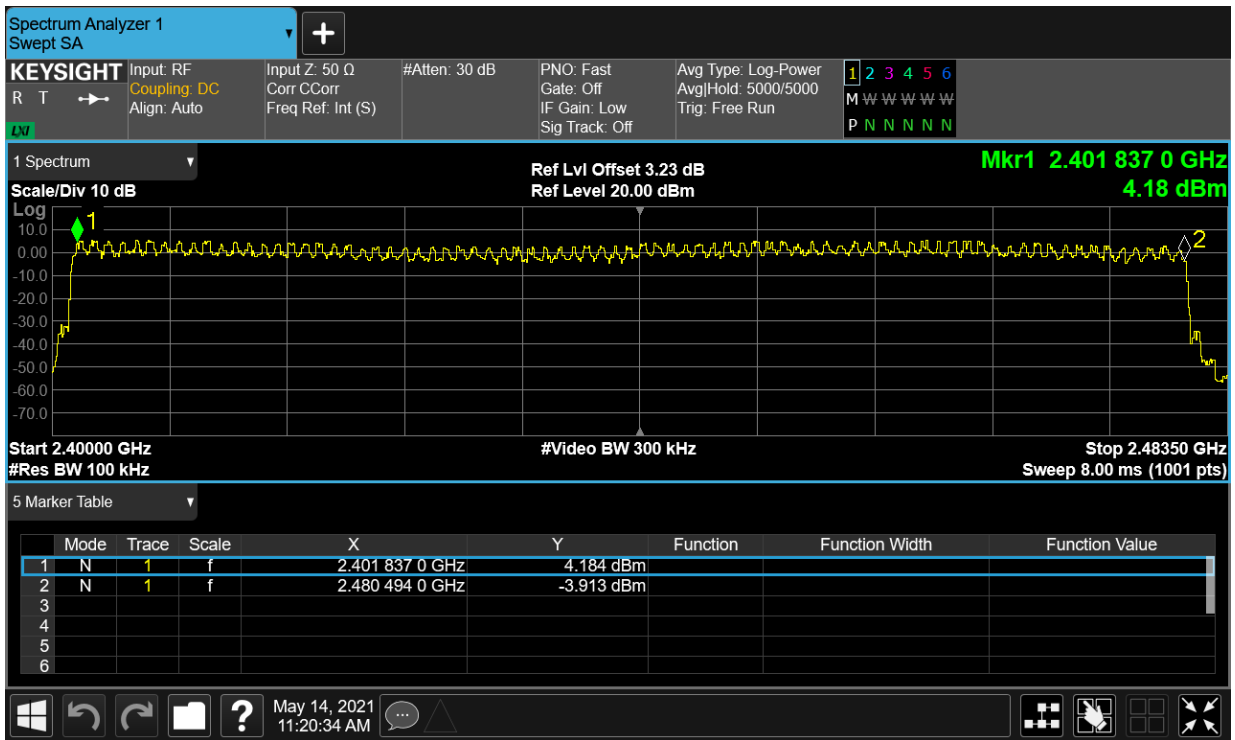 Spectrum Analyzer 1
Swept SA
+
KEYSIGHT
R T
LXI
Input: RF
Coupling: DC
Align: Auto
Input Z: 50 Ω
Corr CCorr
Freq Ref: Int (S)
#Atten: 30 dB
PNO: Fast
Gate: Off
IF Gain: Low
Sig Track: Off
Avg Type: Log-Power
Avg|Hold: 5000/5000
Trig: Free Run
1 2 3 4 5 6
M W W W W W
P N N N N N
1 Spectrum
Scale/Div 10 dB
Ref Lvl Offset 3.23 dB
Ref Level 20.00 dBm
Mkr1 2.401 837 0 GHz
4.18 dBm
Log
10.0
0.00
-10.0
-20.0
-30.0
-40.0
-50.0
-60.0
-70.0
1
2
Start 2.40000 GHz
#Res BW 100 kHz
#Video BW 300 kHz
Stop 2.48350 GHz
Sweep 8.00 ms (1001 pts)
5 Marker Table
Mode Trace Scale X Y Function Function Width Function Value
1 N 1 f 2.401 837 0 GHz 4.184 dBm
2 N 1 f 2.480 494 0 GHz -3.913 dBm
3
4
5
6
?
May 14, 2021
11:20:34 AM